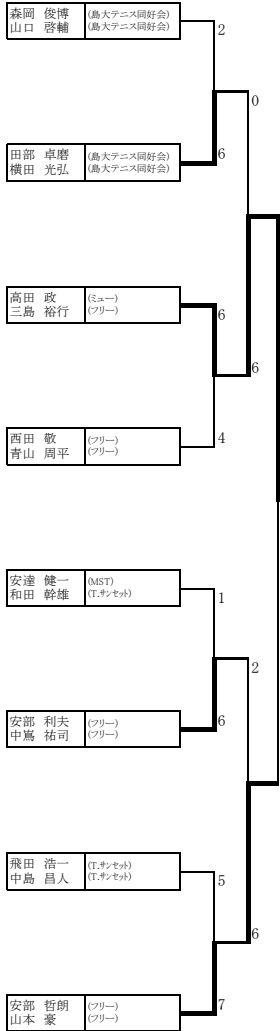 森岡 俊博 (島大テニス同好会)
山口 啓輔 (島大テニス同好会)
2
0
田部 卓磨 (島大テニス同好会)
横田 光弘 (島大テニス同好会)
6
高田 政 (ミュー)
三島 裕行 (フリー)
6
6
西田 敬 (フリー)
青山 周平 (フリー)
4
安達 健一 (MST)
和田 幹雄 (T.サンセット)
1
2
安部 利夫 (フリー)
中嶌 祐司 (フリー)
6
飛田 浩一 (T.サンセット)
中島 昌人 (T.サンセット)
5
6
安部 哲朗 (フリー)
山本 豪 (フリー)
7